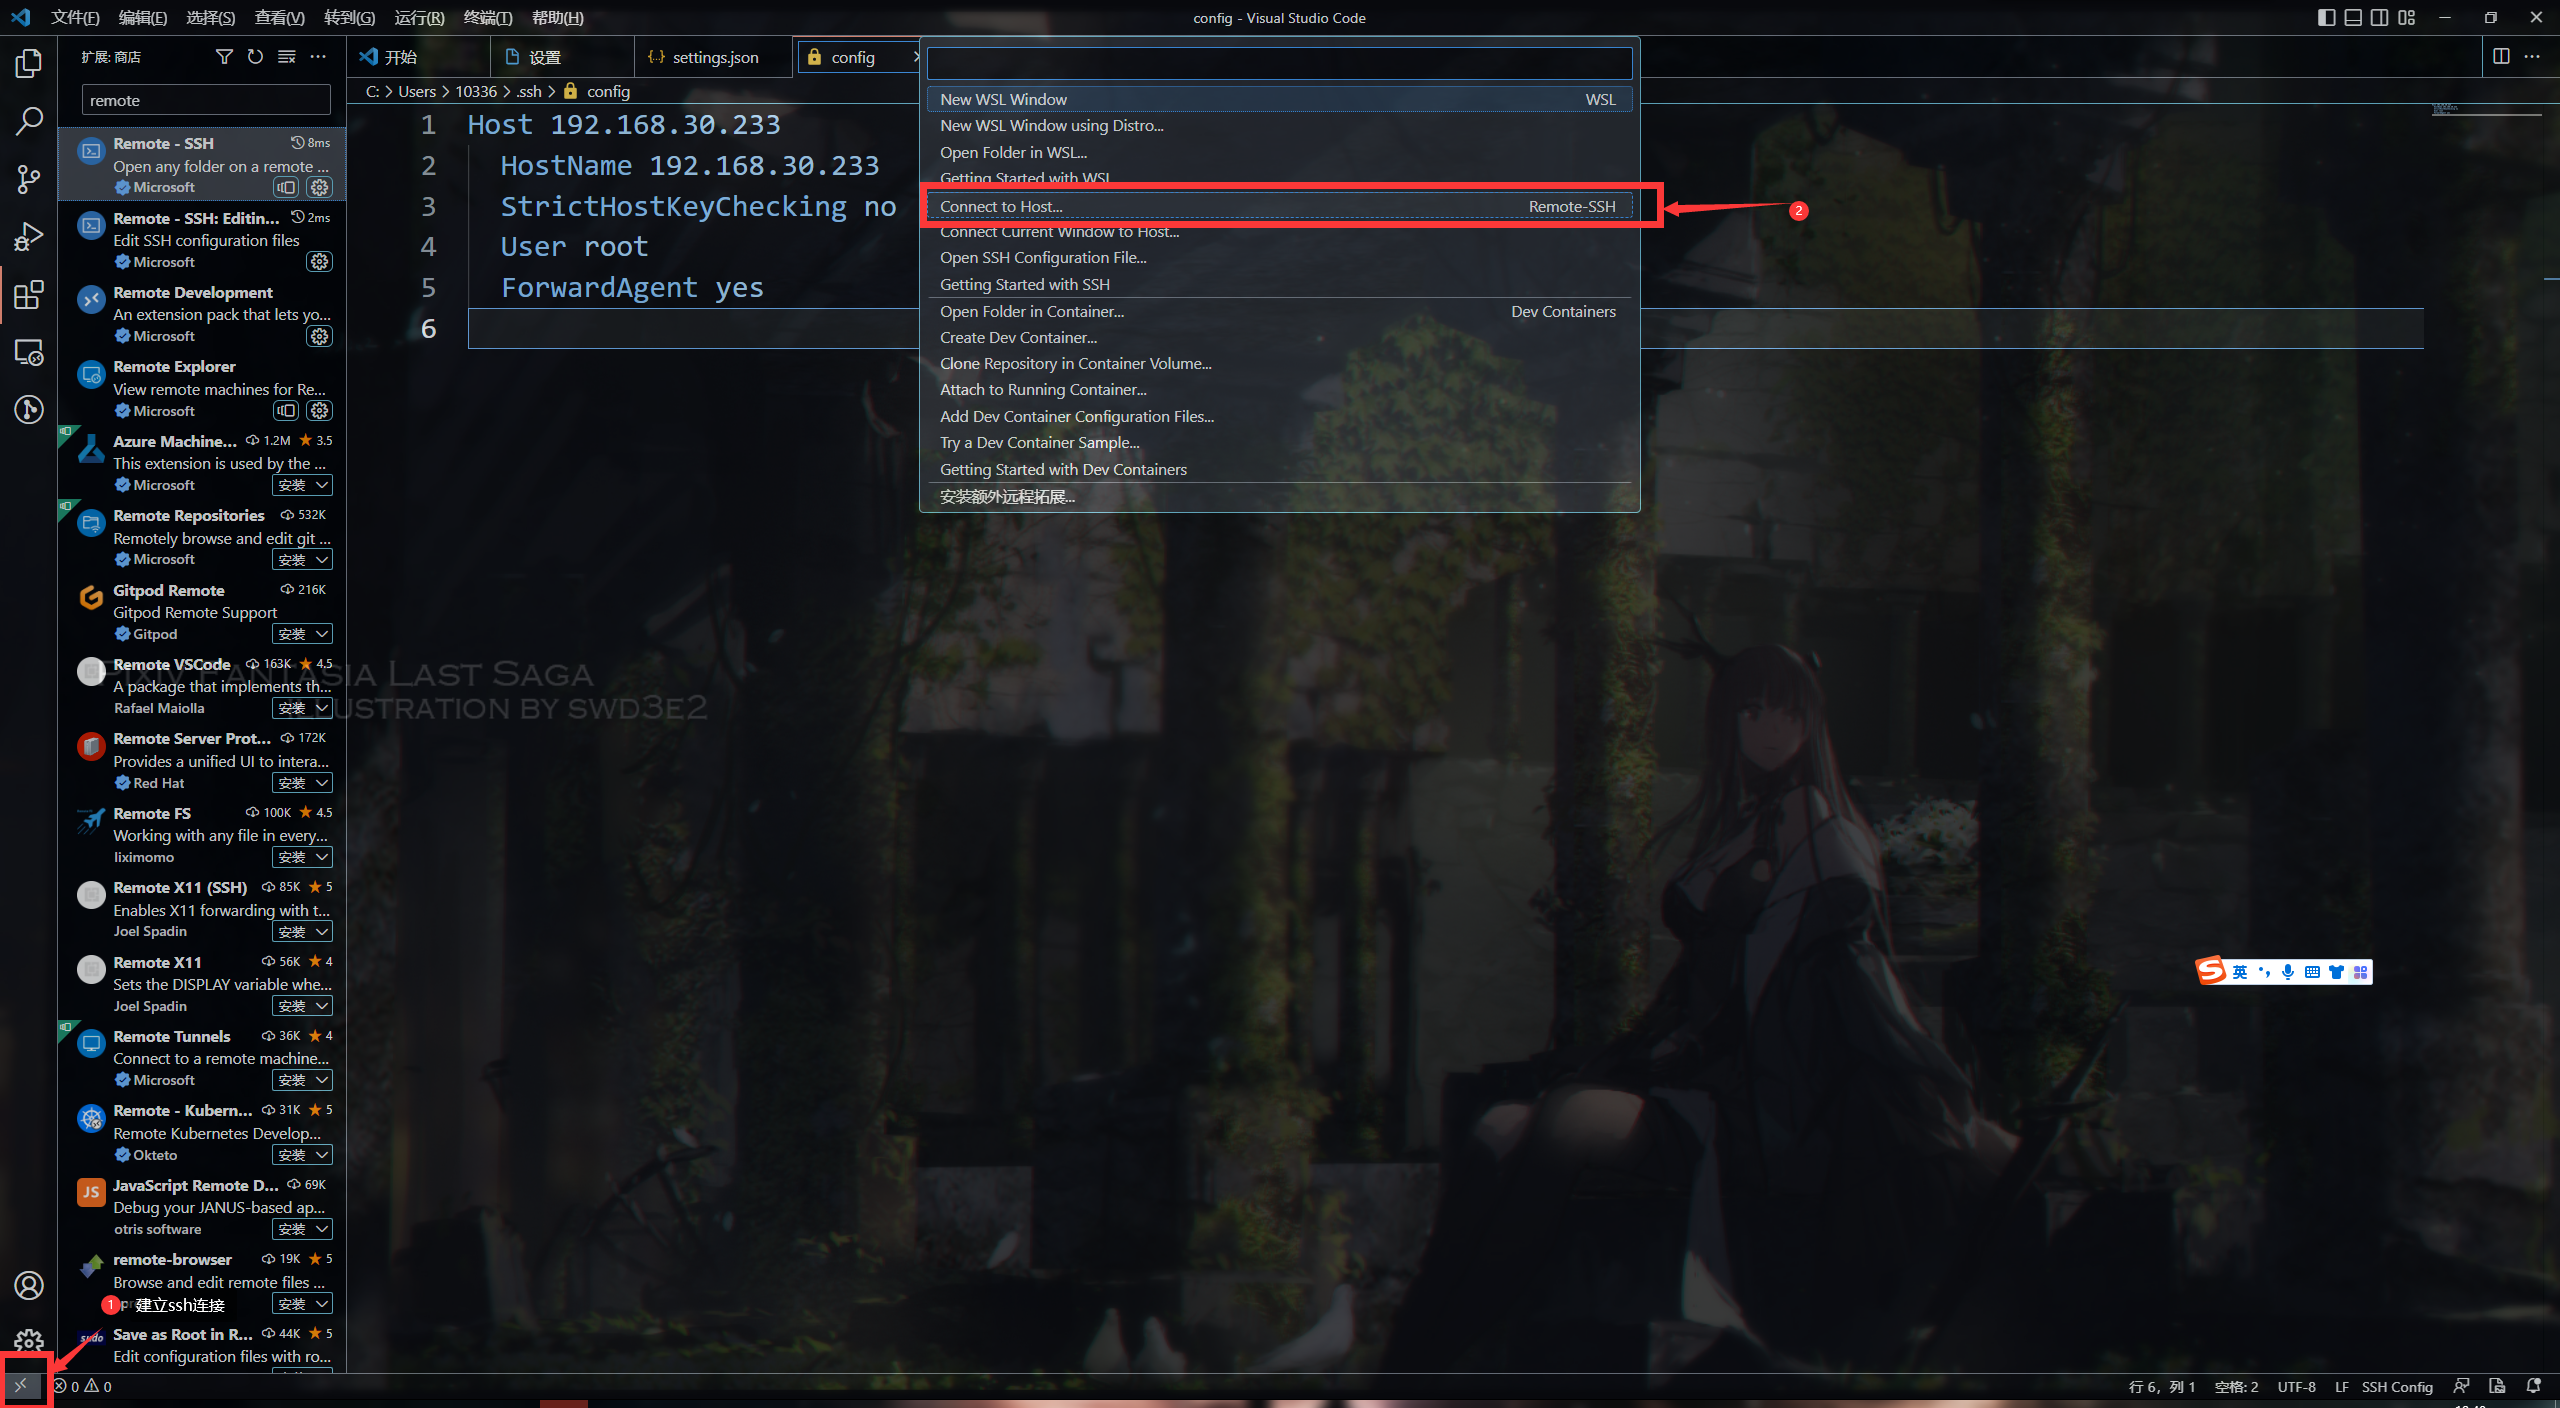 文件(F) 编辑(E) 选择(S) 查看(V) 转到(G) 运行(R) 终端(T) 帮助(H)
config - Visual Studio Code
扩展: 商店
remote
Remote - SSH 8ms
Open any folder on a remote ...
Microsoft
Remote - SSH: Editin... 2ms
Edit SSH configuration files
Microsoft
Remote Development
An extension pack that lets yo...
Microsoft
Remote Explorer
View remote machines for Re...
Microsoft
Azure Machine... 1.2M 3.5
This extension is used by the ...
Microsoft 安装
Remote Repositories 532K
Remotely browse and edit git ...
Microsoft 安装
Gitpod Remote 216K
Gitpod Remote Support
Gitpod 安装
Remote VSCode 163K 4.5
A package that implements th...
Rafael Maiolla 安装
Remote Server Prot... 172K
Provides a unified UI to intera...
Red Hat 安装
Remote FS 100K 4.5
Working with any file in every...
liximomo 安装
Remote X11 (SSH) 85K 5
Enables X11 forwarding with t...
Joel Spadin 安装
Remote X11 56K 4
Sets the DISPLAY variable whe...
Joel Spadin 安装
Remote Tunnels 36K 4
Connect to a remote machine...
Microsoft 安装
Remote - Kubern... 31K 5
Remote Kubernetes Develop...
Okteto 安装
JS JavaScript Remote D... 69K
Debug your JANUS-based ap...
otris software 安装
remote-browser 19K 5
Browse and edit remote files ...
1 建立ssh连接 安装
sudo Save as Root in R... 44K 5
Edit configuration files with ro...
开始 设置 settings.json config
C: > Users > 10336 > .ssh > config
1 Host 192.168.30.233
2 HostName 192.168.30.233
3 StrictHostKeyChecking no
4 User root
5 ForwardAgent yes
6
New WSL Window WSL
New WSL Window using Distro...
Open Folder in WSL...
Getting Started with WSL
Connect to Host... Remote-SSH
2
Connect Current Window to Host...
Open SSH Configuration File...
Getting Started with SSH
Open Folder in Container... Dev Containers
Create Dev Container...
Clone Repository in Container Volume...
Attach to Running Container...
Add Dev Container Configuration Files...
Try a Dev Container Sample...
Getting Started with Dev Containers
安装额外远程拓展...
PIXIV FANTASIA LAST SAGA
ILLUSTRATION BY SWD3E2
S 英
0 0
行 6，列 1 空格: 2 UTF-8 LF SSH Config